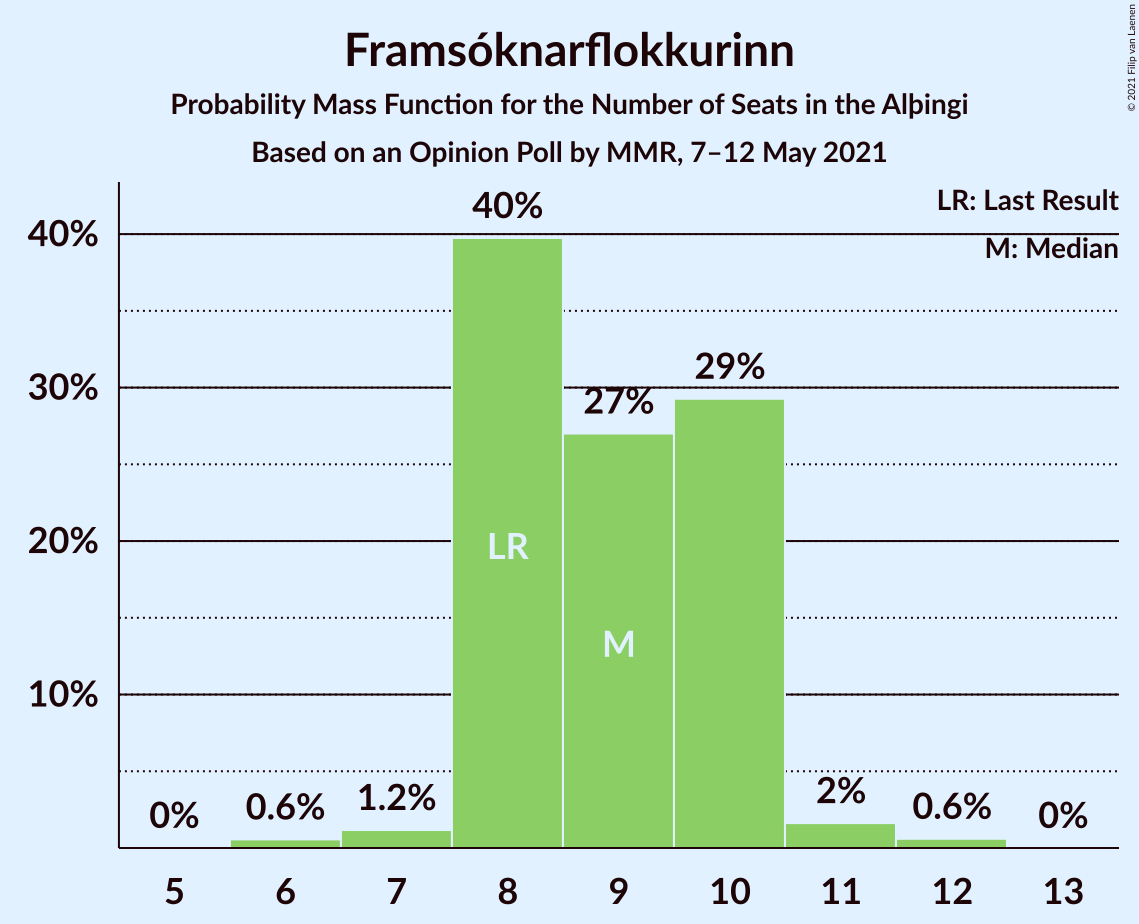 Framsóknarflokkurinn
Probability Mass Function for the Number of Seats in the Alþingi
Based on an Opinion Poll by MMR, 7–12 May 2021
© 2021 Filip van Laenen
LR: Last Result
M: Median
40%
30%
20%
10%
0%
0.6%
1.2%
40%
27%
29%
2%
0.6%
0%
LR
M
5 6 7 8 9 10 11 12 13